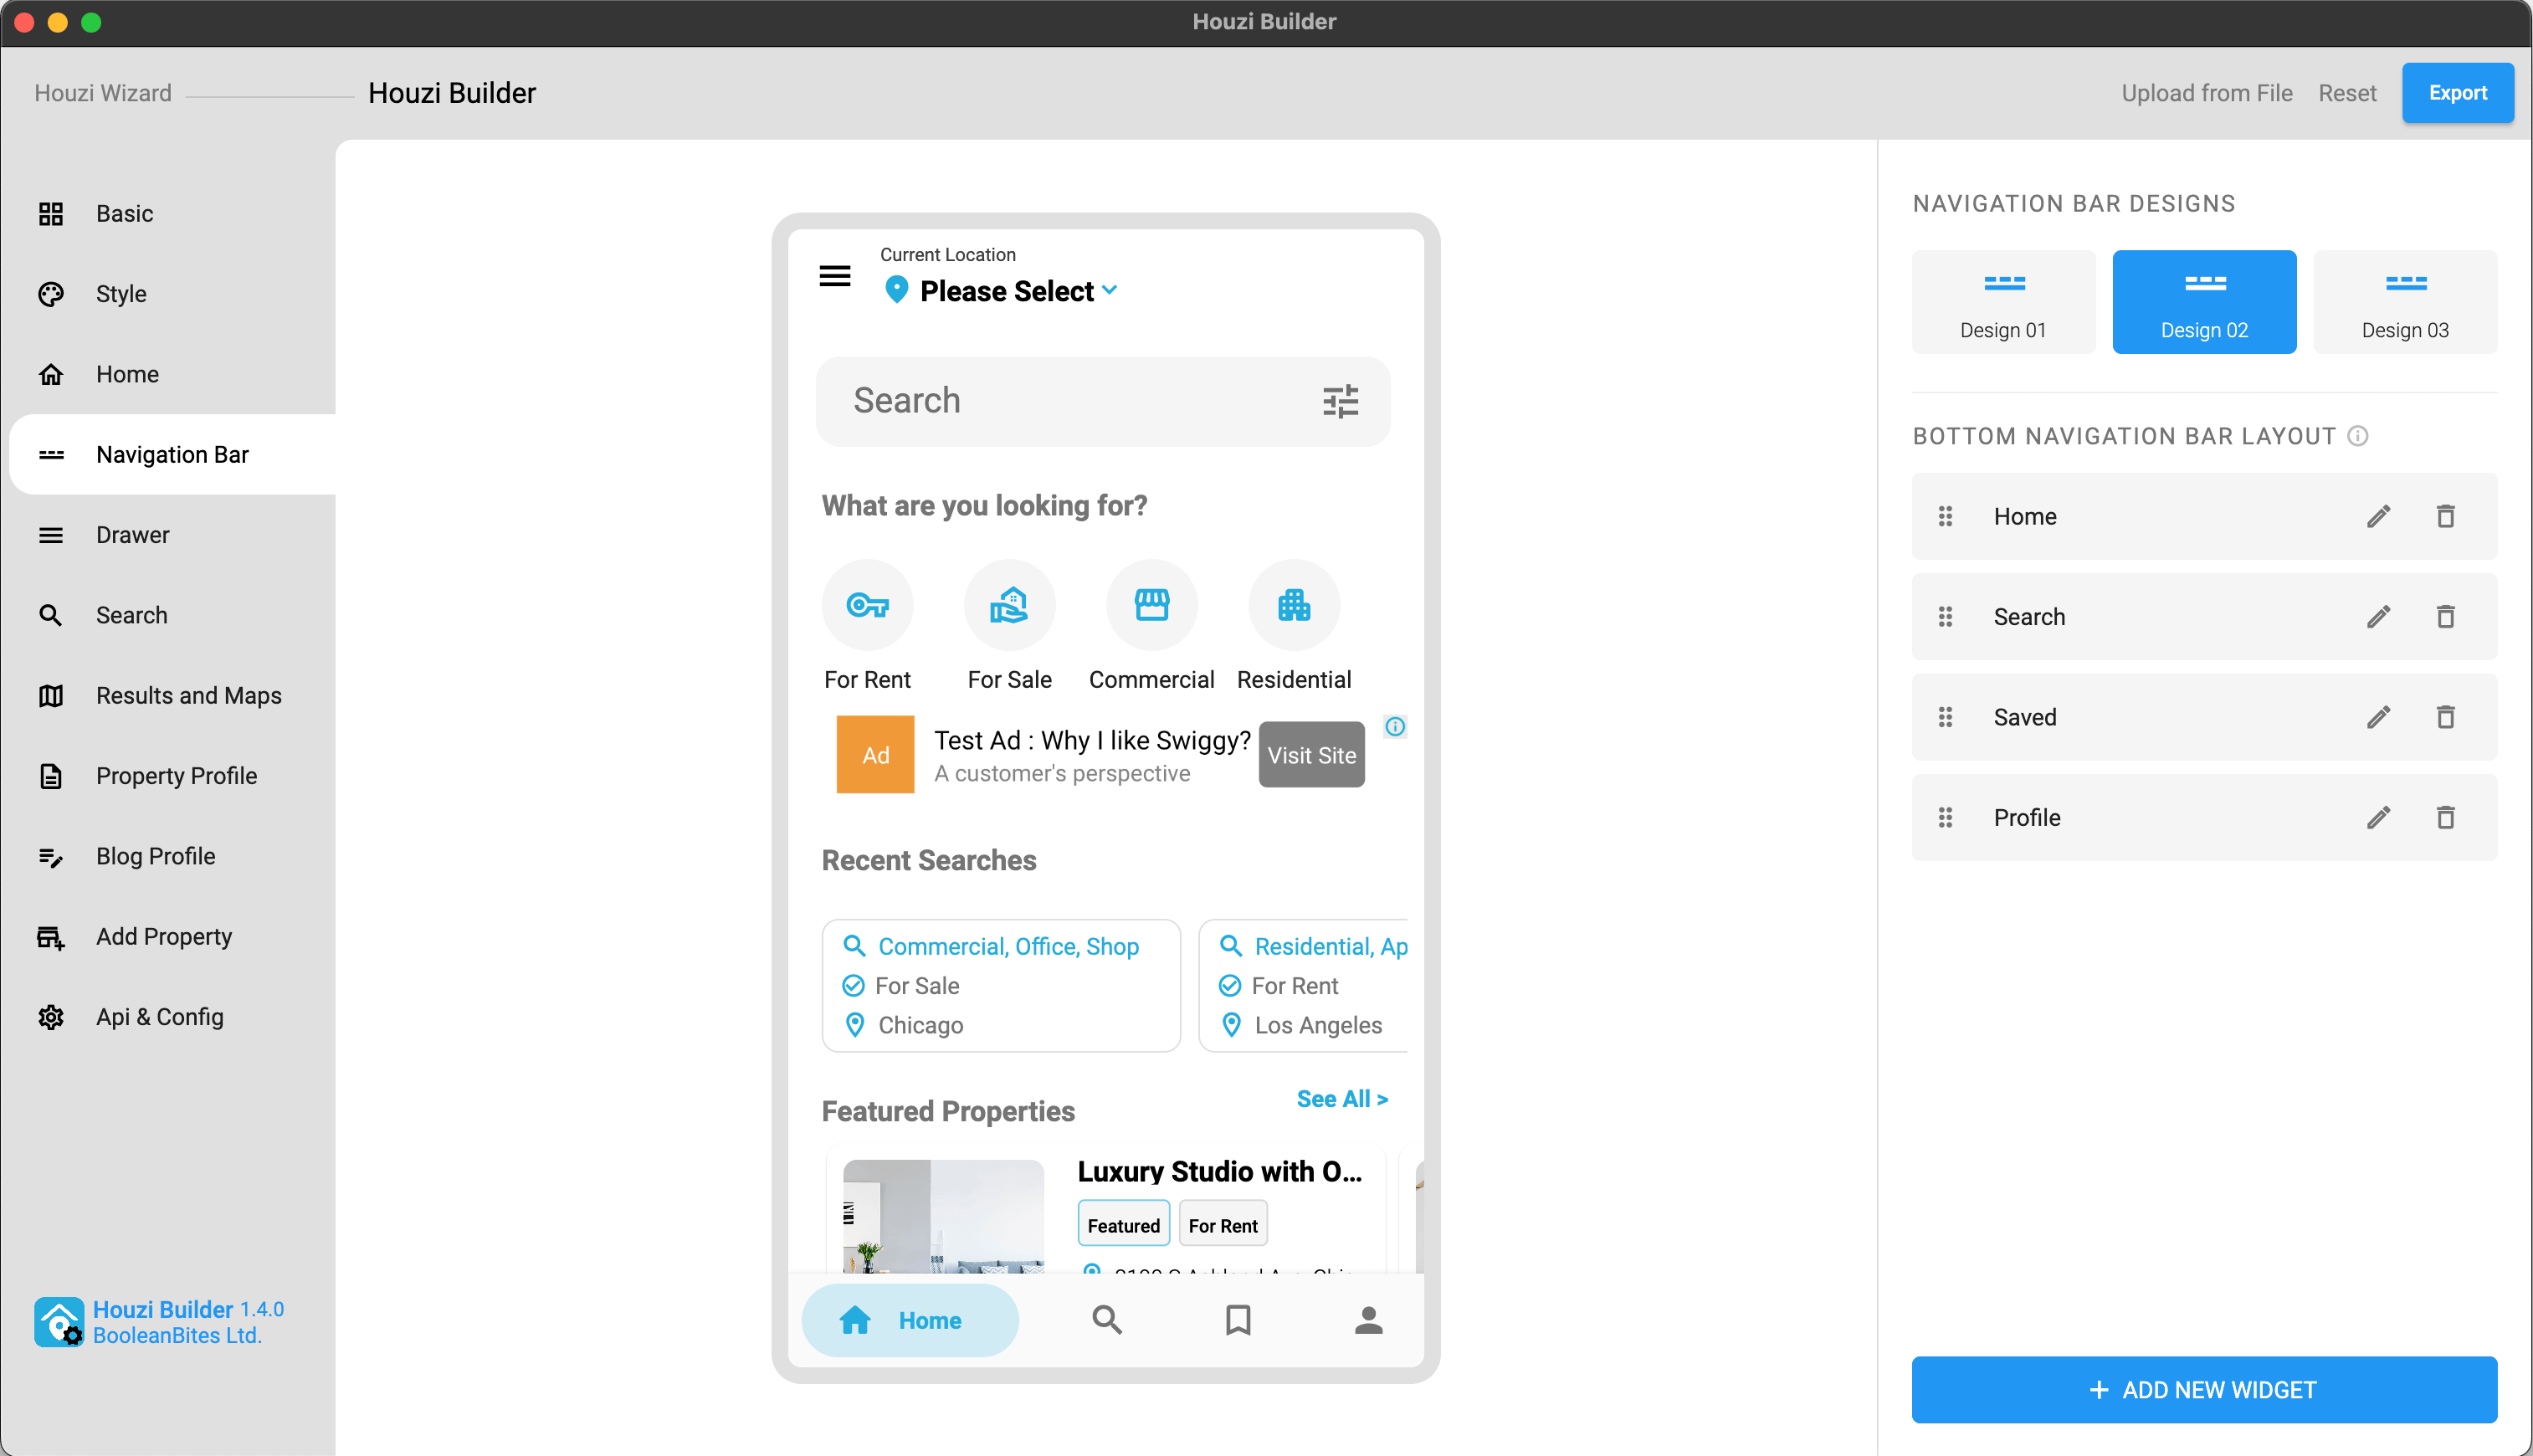 Houzi Builder
Houzi Wizard
Houzi Builder
Upload from File
Reset
Export
Basic
Style
Home
Navigation Bar
Drawer
Search
Results and Maps
Property Profile
Blog Profile
Add Property
Api & Config
Houzi Builder 1.4.0
BooleanBites Ltd.
Current Location
Please Select
Search
What are you looking for?
For Rent
For Sale
Commercial
Residential
Ad
Test Ad : Why I like Swiggy?
A customer's perspective
Visit Site
Recent Searches
Commercial, Office, Shop
For Sale
Chicago
Residential, Ap
For Rent
Los Angeles
Featured Properties
See All >
Luxury Studio with O...
Featured
For Rent
Home
NAVIGATION BAR DESIGNS
Design 01
Design 02
Design 03
BOTTOM NAVIGATION BAR LAYOUT
Home
Search
Saved
Profile
+ ADD NEW WIDGET